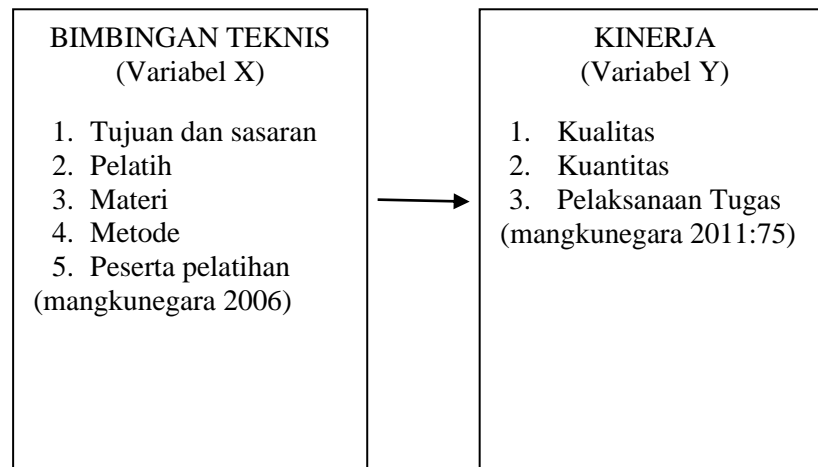 BIMBINGAN TEKNIS
(Variabel X)
1. Tujuan dan sasaran
2. Pelatih
3. Materi
4. Metode
5. Peserta pelatihan
(mangkunegara 2006)
KINERJA
(Variabel Y)
1. Kualitas
2. Kuantitas
3. Pelaksanaan Tugas
(mangkunegara 2011:75)